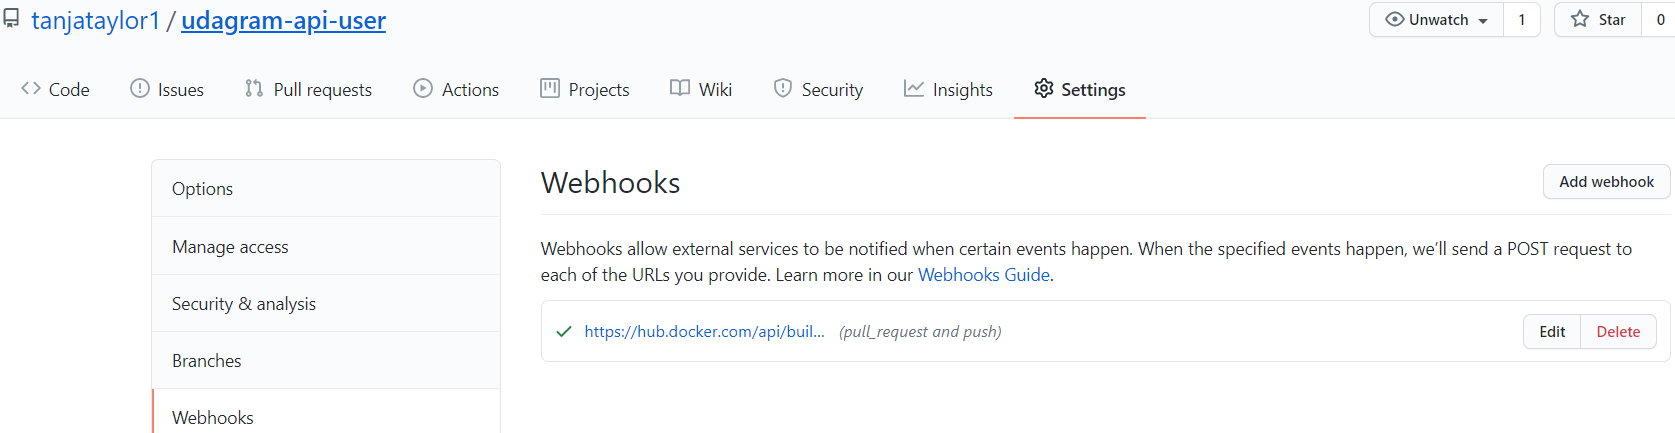 tanjataylor1 / udagram-api-user
Unwatch 1 Star 0
Code Issues Pull requests Actions Projects Wiki Security Insights Settings
Options
Manage access
Security & analysis
Branches
Webhooks
Webhooks
Add webhook
Webhooks allow external services to be notified when certain events happen. When the specified events happen, we’ll send a POST request to
each of the URLs you provide. Learn more in our Webhooks Guide.
https://hub.docker.com/api/buil... (pull_request and push)
Edit Delete